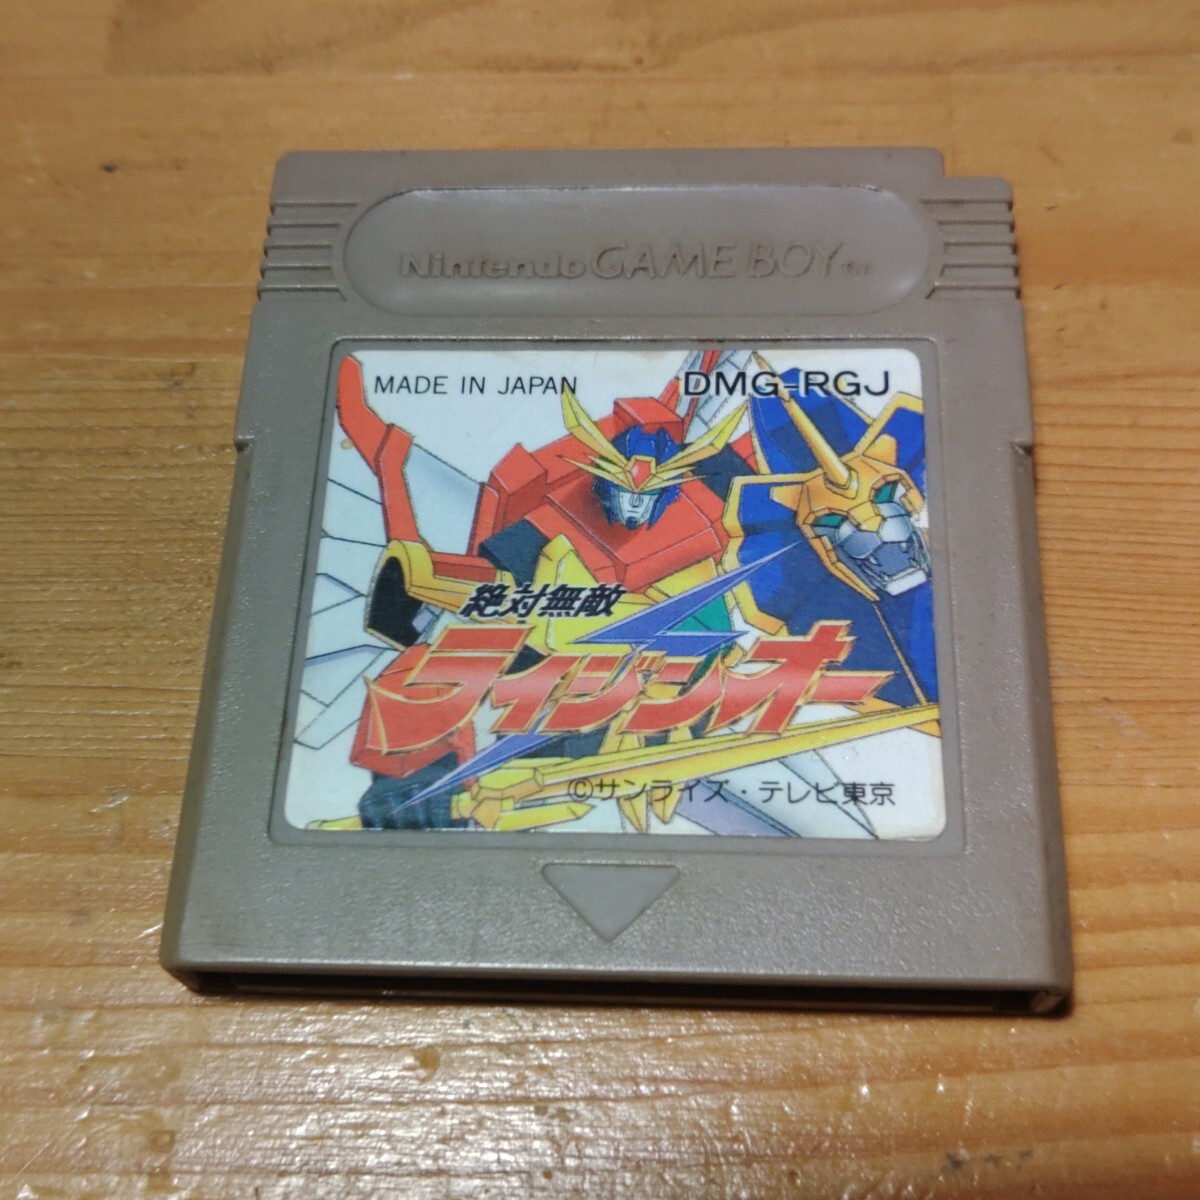 Nintendo GAME BOY™
MADE IN JAPAN DMG-RGJ
絶対無敵
ライジンオー
©サンライズ・テレビ東京